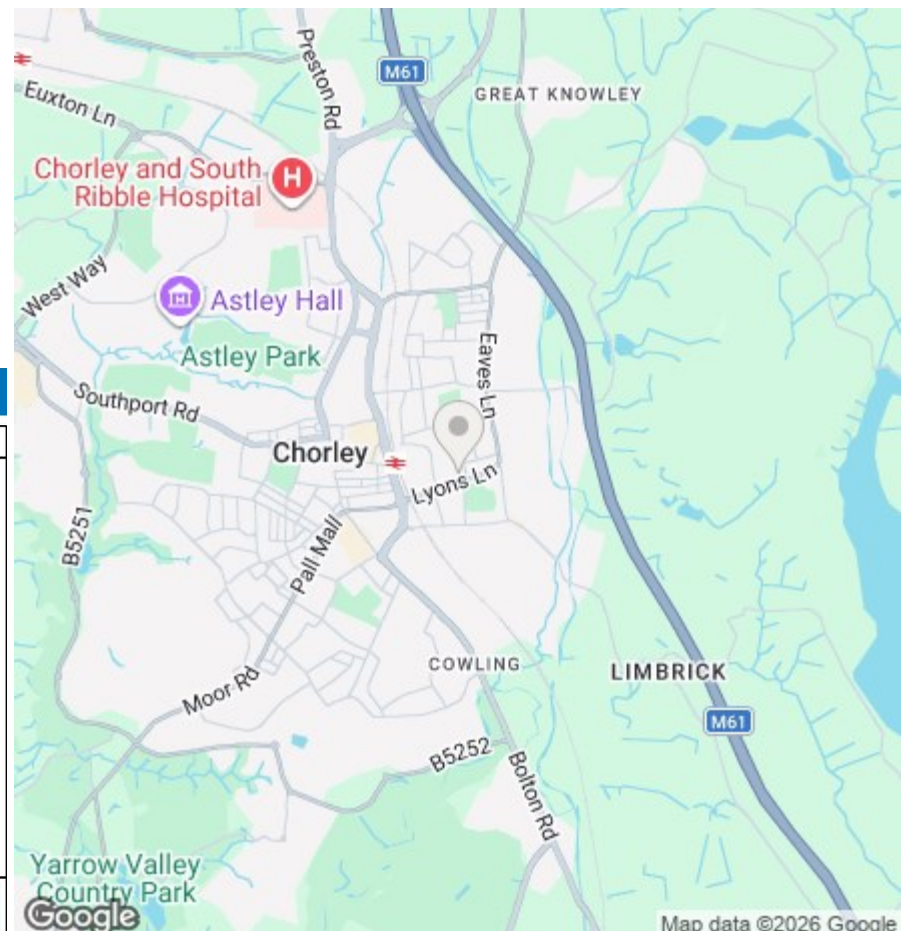 M61
GREAT KNOWLEY
Preston Rd
Euxton Ln
Chorley and South
Ribble Hospital
H
West Way
Astley Hall
Astley Park
Eaves Ln
Southport Rd
Chorley
Lyons Ln
B5251
Pall Mall
COWLING
LIMBRICK
Moor Rd
M61
B5252
Bolton Rd
Yarrow Valley
Country Park
Google
Map data ©2026 Google